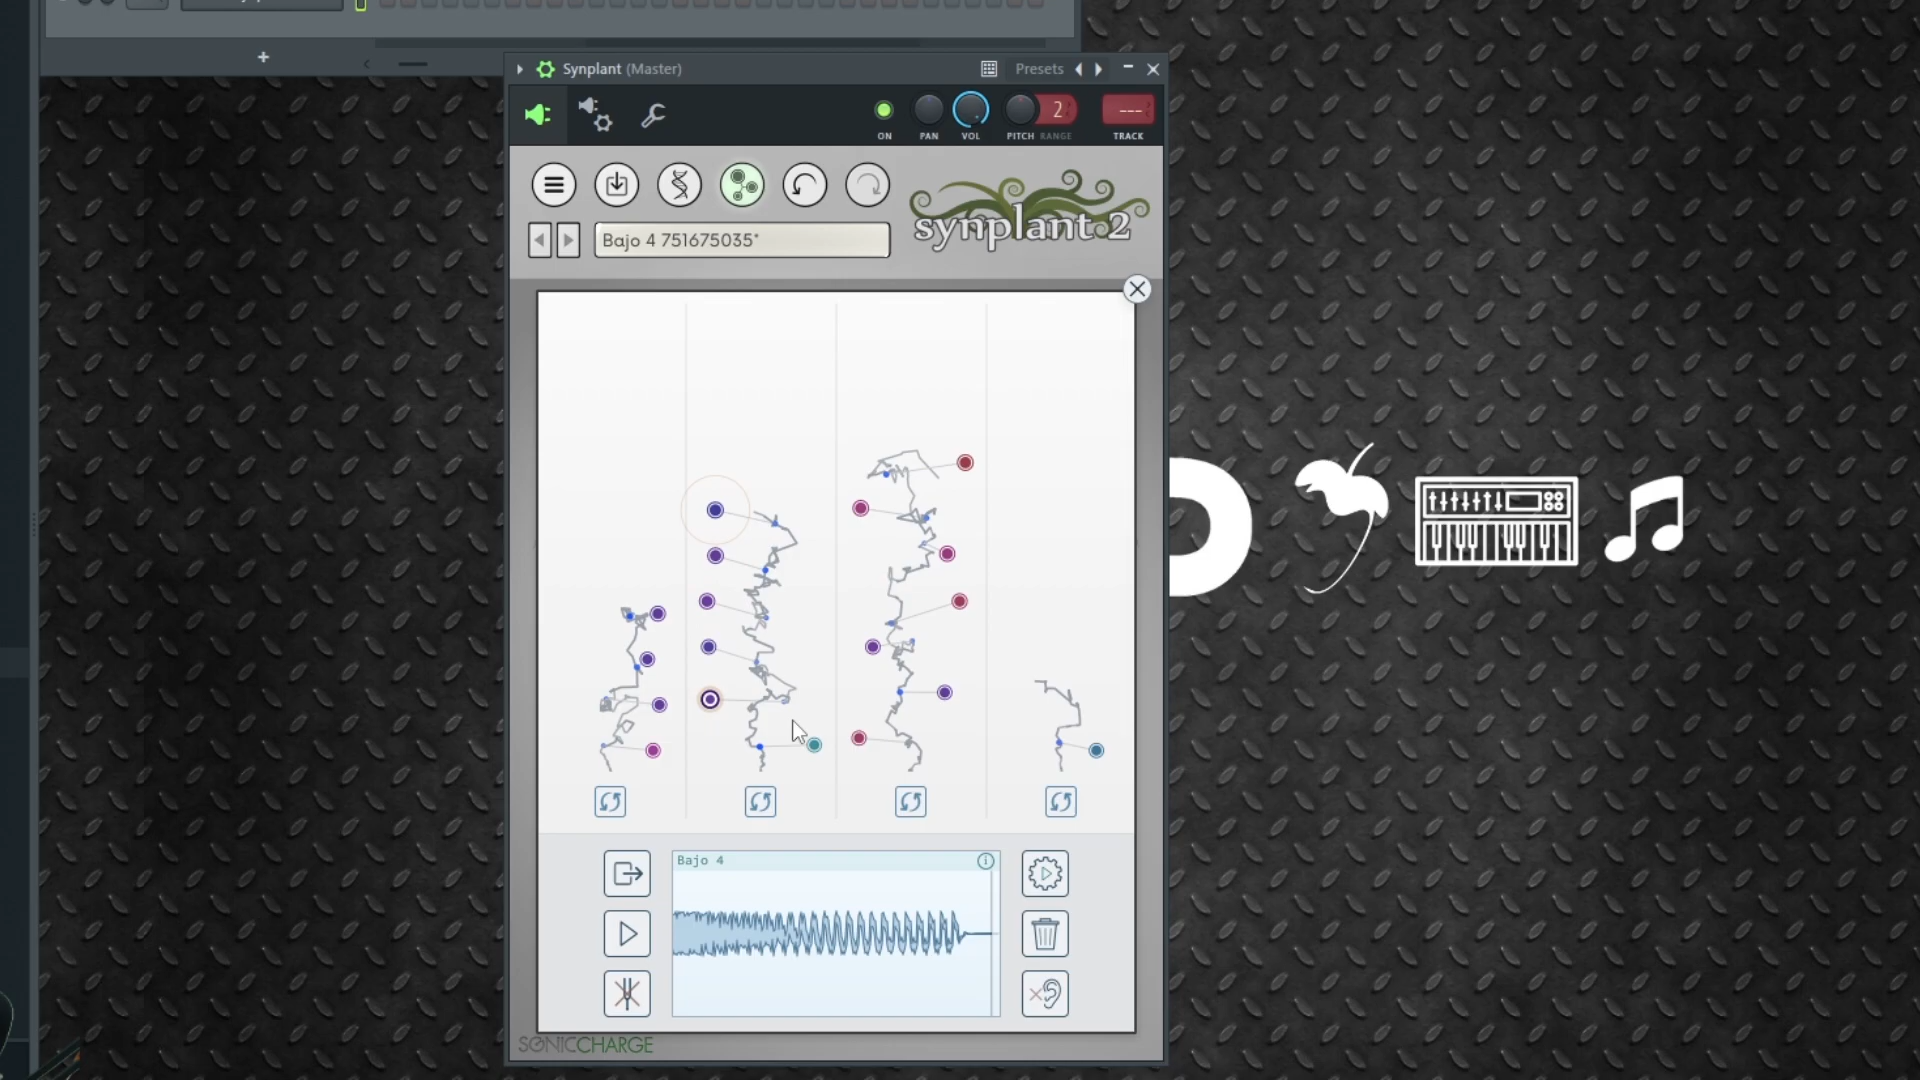 Synplant (Master)
Presets
ON
PAN
VOL
PITCH
2
RANGE
---
TRACK
Bajo 4 751675035*
synplant 2
Bajo 4
SONICCHARGE